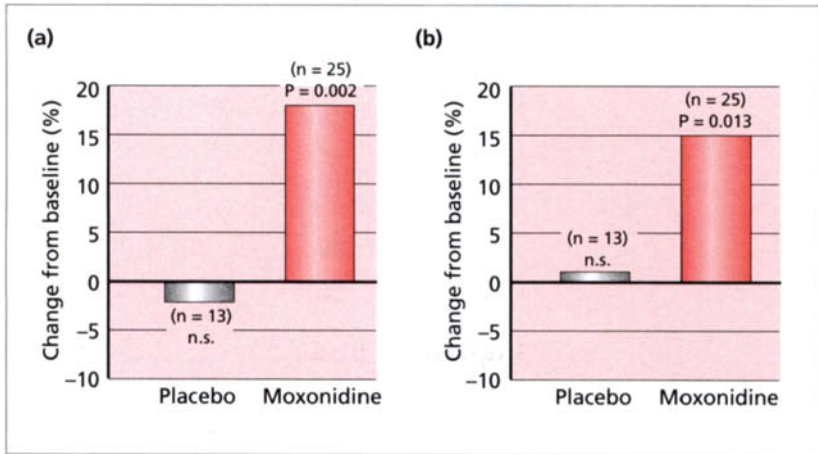 (a)
Change from baseline (%)
20
15
10
5
0
−5
−10
(n = 25)
P = 0.002
(n = 13)
n.s.
Placebo
Moxonidine
(b)
Change from baseline (%)
20
15
10
5
0
−5
−10
(n = 25)
P = 0.013
(n = 13)
n.s.
Placebo
Moxonidine